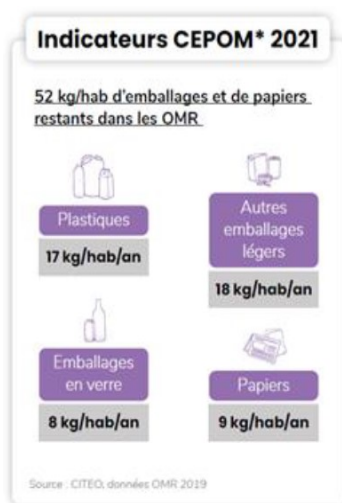 Indicateurs CEPOM* 2021
52 kg/hab d'emballages et de papiers
restants dans les OMR
Plastiques
17 kg/hab/an
Autres
emballages
légers
18 kg/hab/an
Emballages
en verre
8 kg/hab/an
Papiers
9 kg/hab/an
Source : CITEO, données OMR 2019